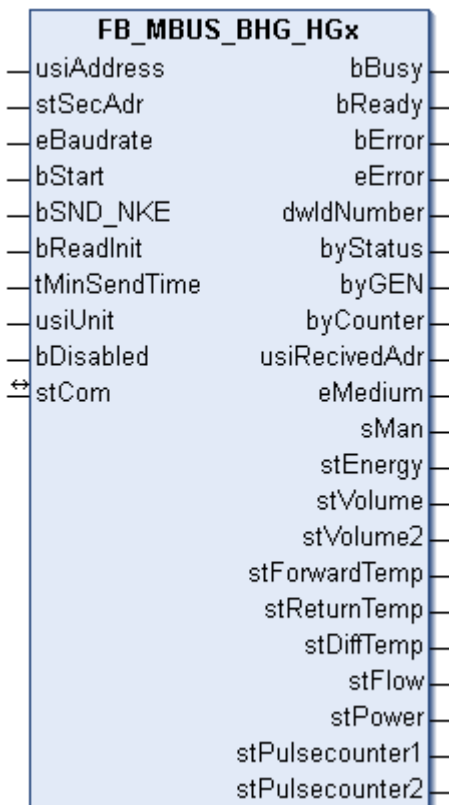 FB_MBUS_BHG_HGx
usiAddress bBusy
stSecAdr bReady
eBaudrate bError
bStart eError
bSND_NKE dwIdNumber
bReadInit byStatus
tMinSendTime byGEN
usiUnit byCounter
bDisabled usiRecivedAdr
stCom eMedium
sMan
stEnergy
stVolume
stVolume2
stForwardTemp
stReturnTemp
stDiffTemp
stFlow
stPower
stPulsecounter1
stPulsecounter2